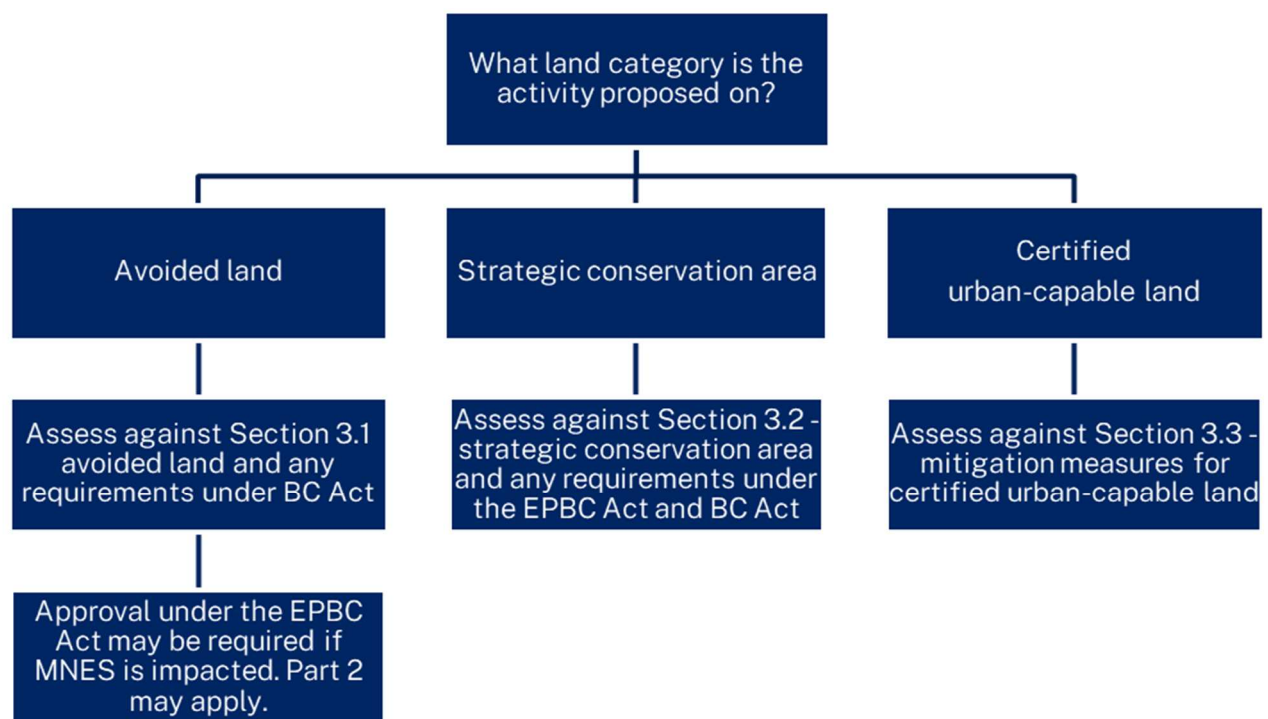 What land category is the
activity proposed on?
Avoided land
Strategic conservation area
Certified
urban-capable land
Assess against Section 3.1
avoided land and any
requirements under BC Act
Assess against Section 3.2 -
strategic conservation area
and any requirements under
the EPBC Act and BC Act
Assess against Section 3.3 -
mitigation measures for
certified urban-capable land
Approval under the EPBC
Act may be required if
MNES is impacted. Part 2
may apply.